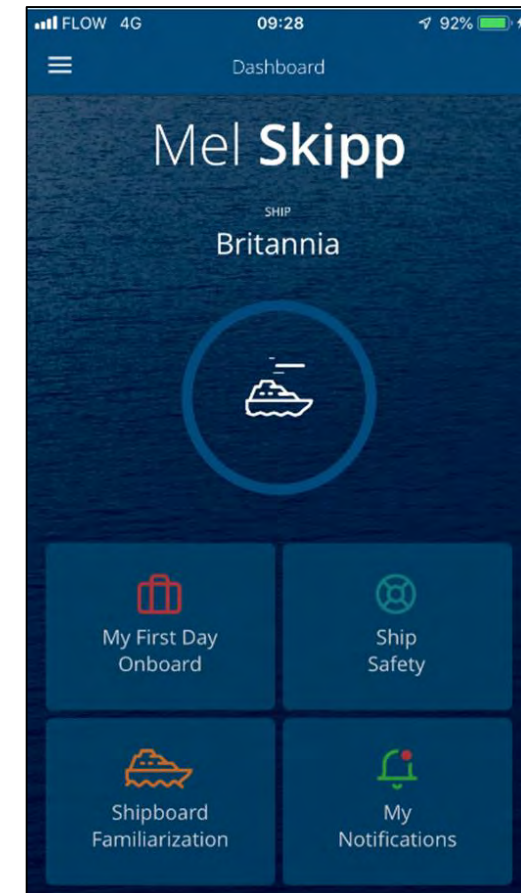 FLOW 4G 09:28 92%
Dashboard
Mel Skipp
SHIP
Britannia
My First Day
Onboard
Ship
Safety
Shipboard
Familiarization
My
Notifications